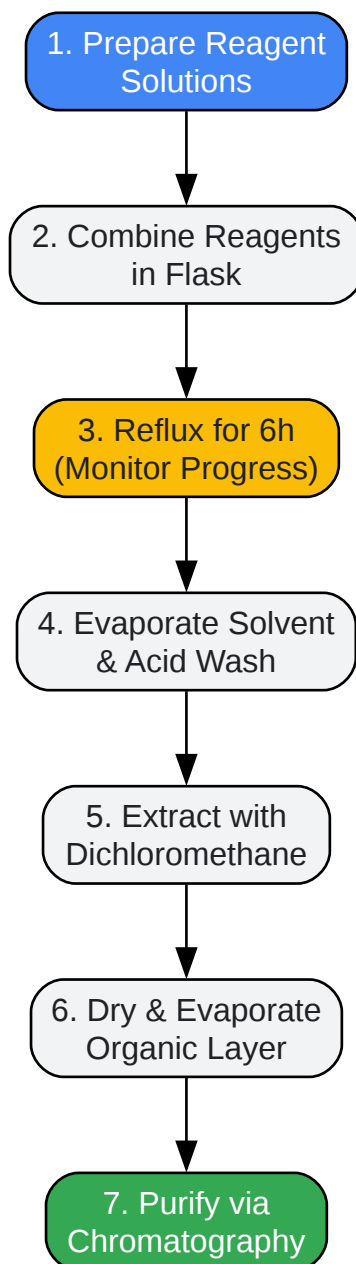 1. Prepare Reagent
Solutions
2. Combine Reagents
in Flask
3. Reflux for 6h
(Monitor Progress)
4. Evaporate Solvent
& Acid Wash
5. Extract with
Dichloromethane
6. Dry & Evaporate
Organic Layer
7. Purify via
Chromatography